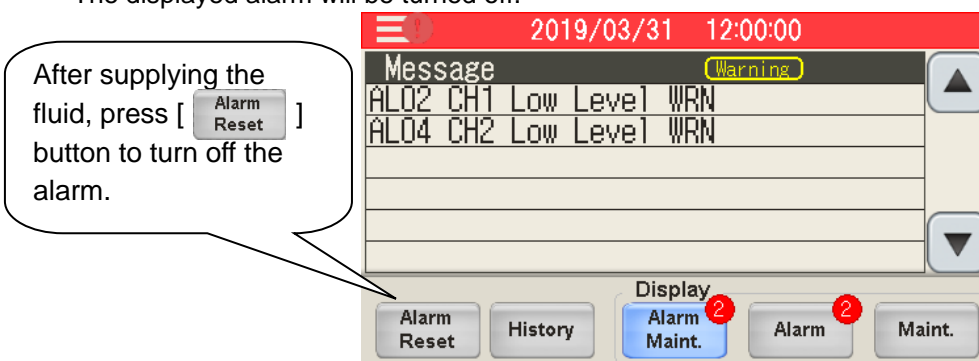 The displayed alarm will be turned off.
After supplying the
fluid, press [ Alarm Reset ]
button to turn off the
alarm.
2019/03/31 12:00:00
Message Warning
AL02 CH1 Low Level WRN
AL04 CH2 Low Level WRN
Display
Alarm Reset
History
Alarm Maint. 2
Alarm 2
Maint.